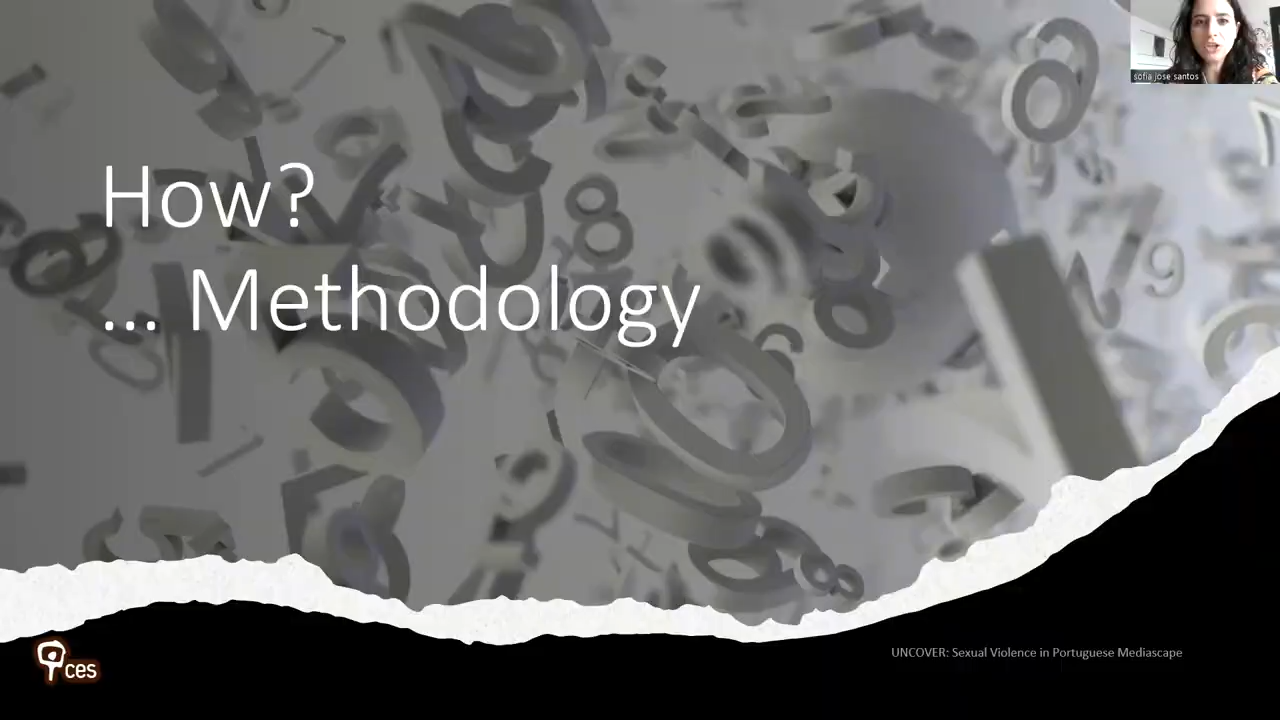 sofia jose santos
How?
... Methodology
ces
UNCOVER: Sexual Violence in Portuguese Mediascape